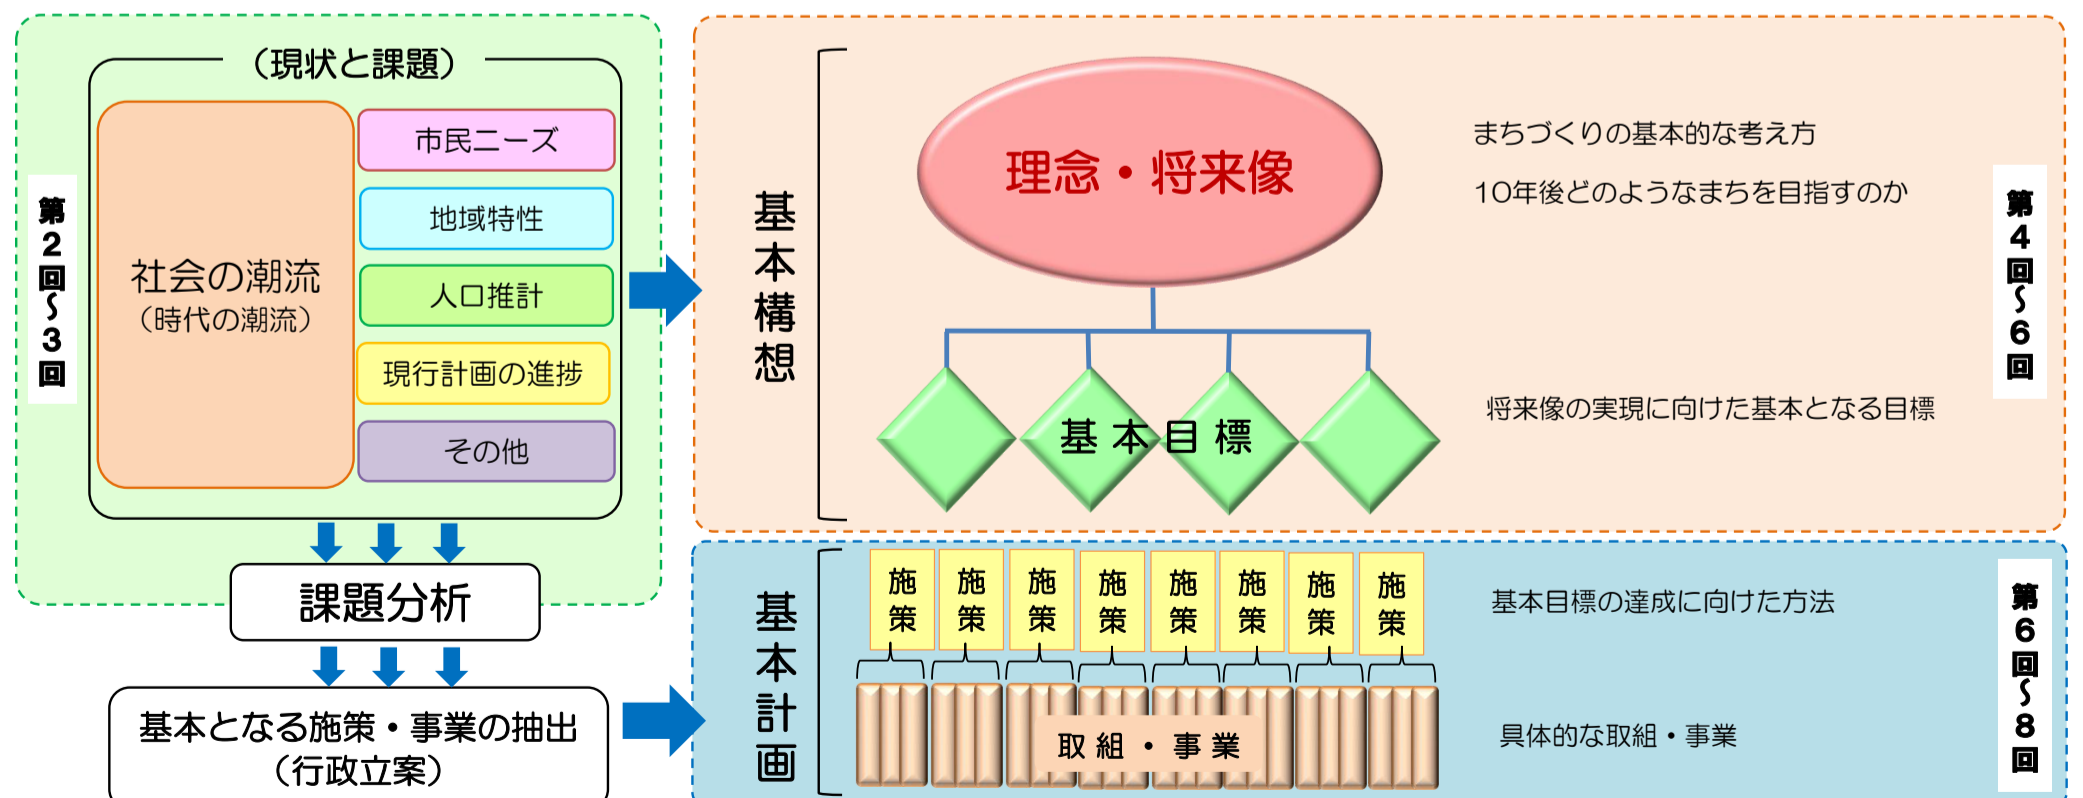 （現状と課題）
第２回～３回
社会の潮流
（時代の潮流）
市民ニーズ
地域特性
人口推計
現行計画の進捗
その他
課題分析
基本となる施策・事業の抽出
（行政立案）
基本構想
理念・将来像
まちづくりの基本的な考え方
10年後どのようなまちを目指すのか
基本目標
将来像の実現に向けた基本となる目標
第４回～６回
基本計画
施策
施策
施策
施策
施策
施策
施策
施策
基本目標の達成に向けた方法
取組・事業
具体的な取組・事業
第６回～８回